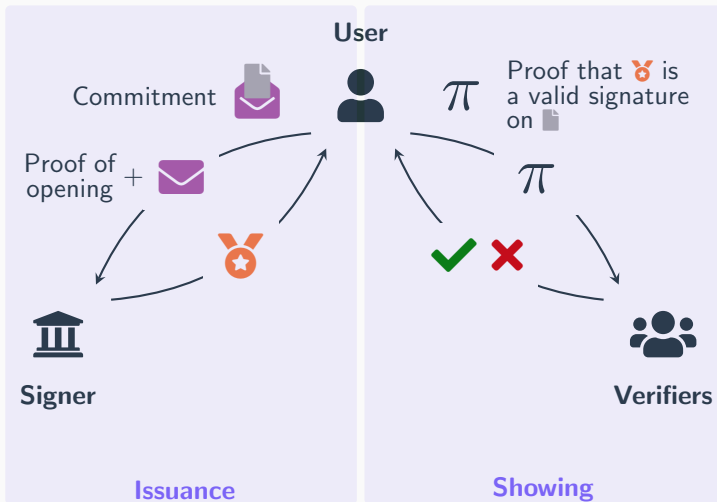 User
Commitment
Proof of
opening +
Signer
Issuance
π
Proof that is
a valid signature
on
π
Verifiers
Showing